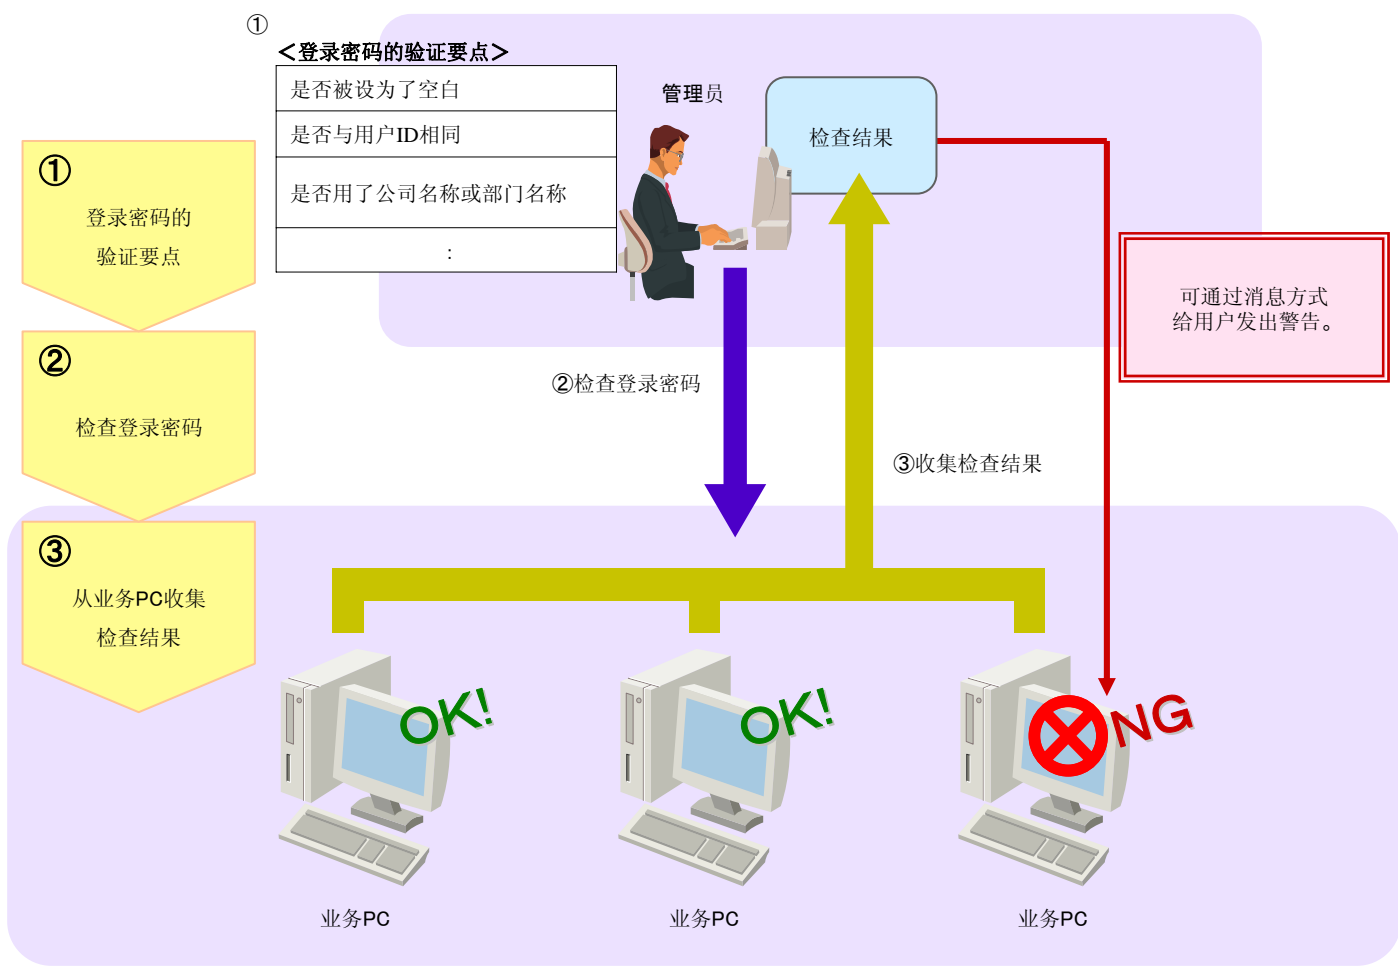 ①
＜登录密码的验证要点＞
是否被设为了空白
是否与用户ID相同
是否用了公司名称或部门名称
:
管理员
检查结果
①
登录密码的
验证要点
可通过消息方式
给用户发出警告。
②
检查登录密码
②检查登录密码
③收集检查结果
③
从业务PC收集
检查结果
OK!
OK!
NG
业务PC
业务PC
业务PC